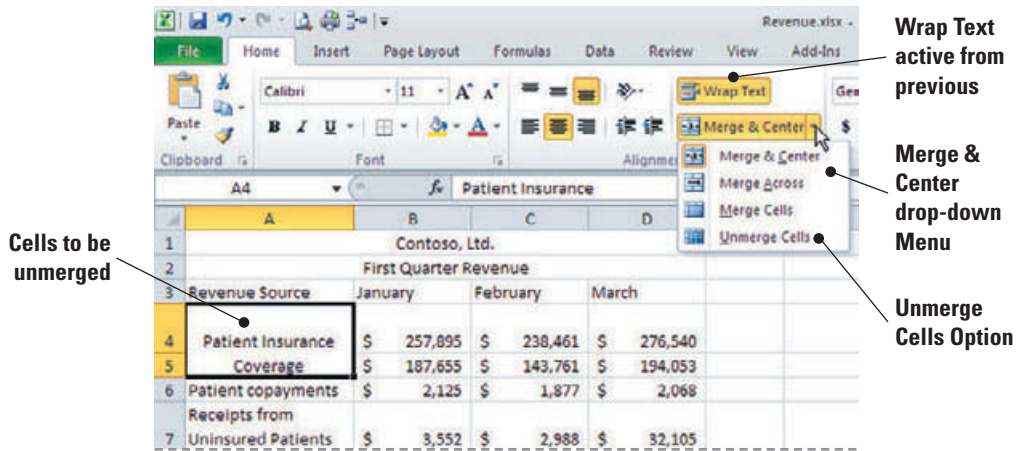 Revenue.xlsx -
File Home Insert Page Layout Formulas Data Review View Add-Ins
Calibri 11 A A Wrap Text Gen
Paste B I U A Merge & Center $
Clipboard Font Alignme
Merge & Center
Merge Across
Merge Cells
Unmerge Cells
A4 fx Patient Insurance
A B C D
1 Contoso, Ltd.
2 First Quarter Revenue
3 Revenue Source January February March
4 Patient Insurance $ 257,895 $ 238,461 $ 276,540
5 Coverage $ 187,655 $ 143,761 $ 194,053
6 Patient copayments $ 2,125 $ 1,877 $ 2,068
Receipts from
7 Uninsured Patients $ 3,552 $ 2,988 $ 32,105
Cells to be
unmerged
Wrap Text
active from
previous
Merge &
Center
drop-down
Menu
Unmerge
Cells Option